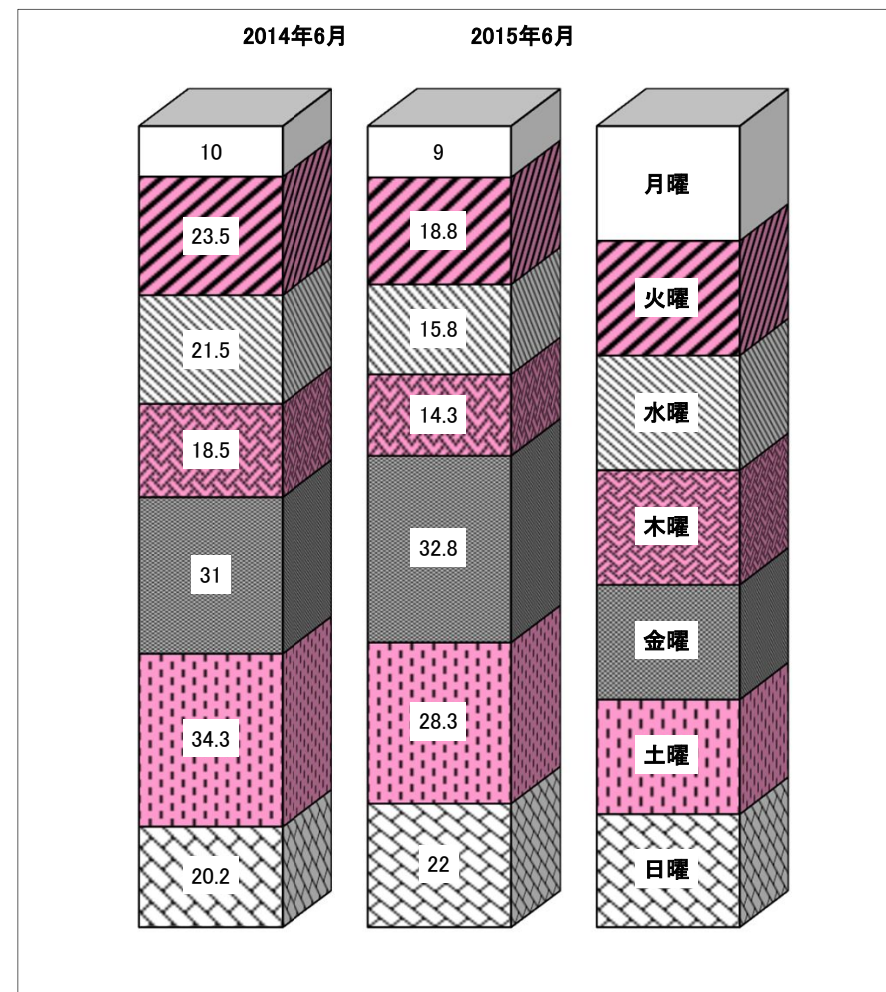 2014年6月 2015年6月
10 9 月曜
23.5 18.8 火曜
21.5 15.8 水曜
18.5 14.3 木曜
31 32.8 金曜
34.3 28.3 土曜
20.2 22 日曜